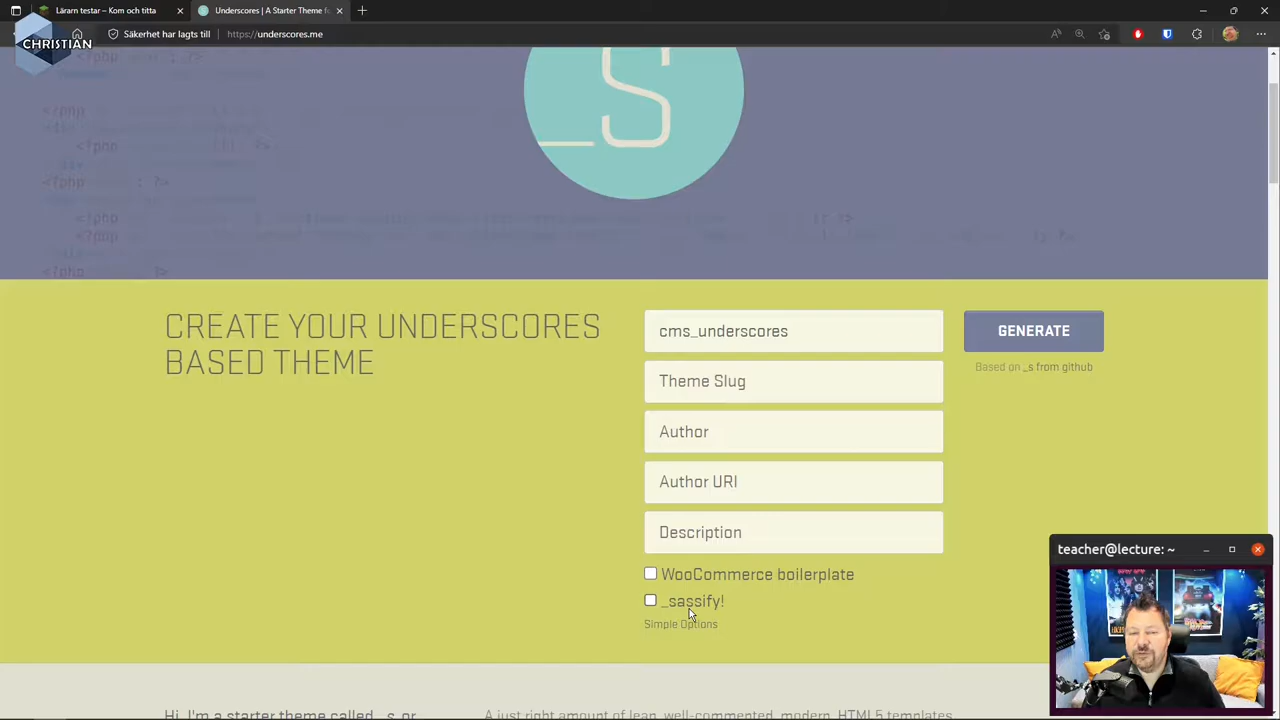 Lärarn testar – Kom och titta
Underscores | A Starter Theme fo
CHRISTIAN
Säkerhet har lagts till
https://underscores.me
_S
CREATE YOUR UNDERSCORES
BASED THEME
cms_underscores
GENERATE
Based on _s from github
Theme Slug
Author
Author URI
Description
WooCommerce boilerplate
_sassify!
Simple Options
teacher@lecture: ~
Hi. I'm a starter theme called _s, or
A just right amount of lean, well-commented, modern, HTML5 templates.